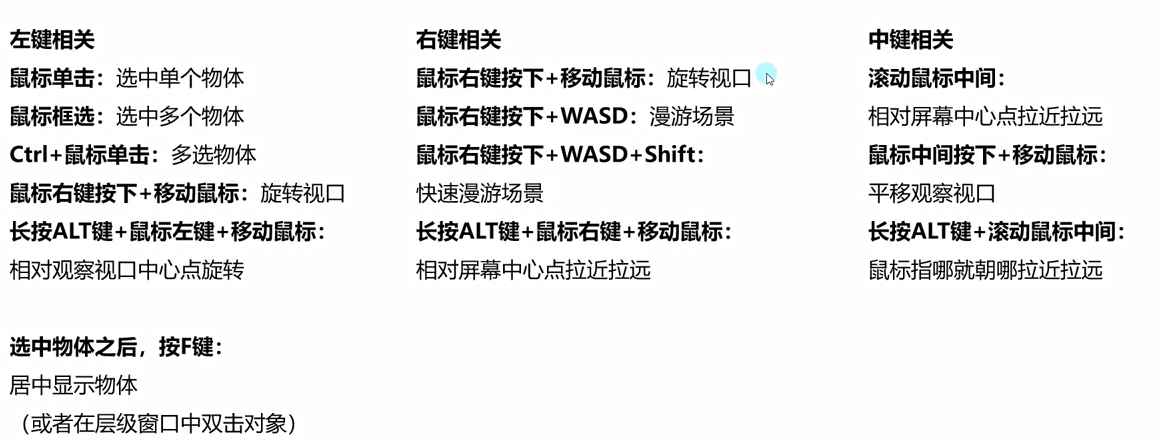 左键相关
鼠标单击：选中单个物体
鼠标框选：选中多个物体
Ctrl+鼠标单击：多选物体
鼠标右键按下+移动鼠标：旋转视口
长按ALT键+鼠标左键+移动鼠标：
相对观察视口中心点旋转
选中物体之后，按F键：
居中显示物体
（或者在层级窗口中双击对象）
右键相关
鼠标右键按下+移动鼠标：旋转视口
鼠标右键按下+WASD：漫游场景
鼠标右键按下+WASD+Shift：
快速漫游场景
长按ALT键+鼠标右键+移动鼠标：
相对屏幕中心点拉近拉远
中键相关
滚动鼠标中间：
相对屏幕中心点拉近拉远
鼠标中间按下+移动鼠标：
平移观察视口
长按ALT键+滚动鼠标中间：
鼠标指哪就朝哪拉近拉远